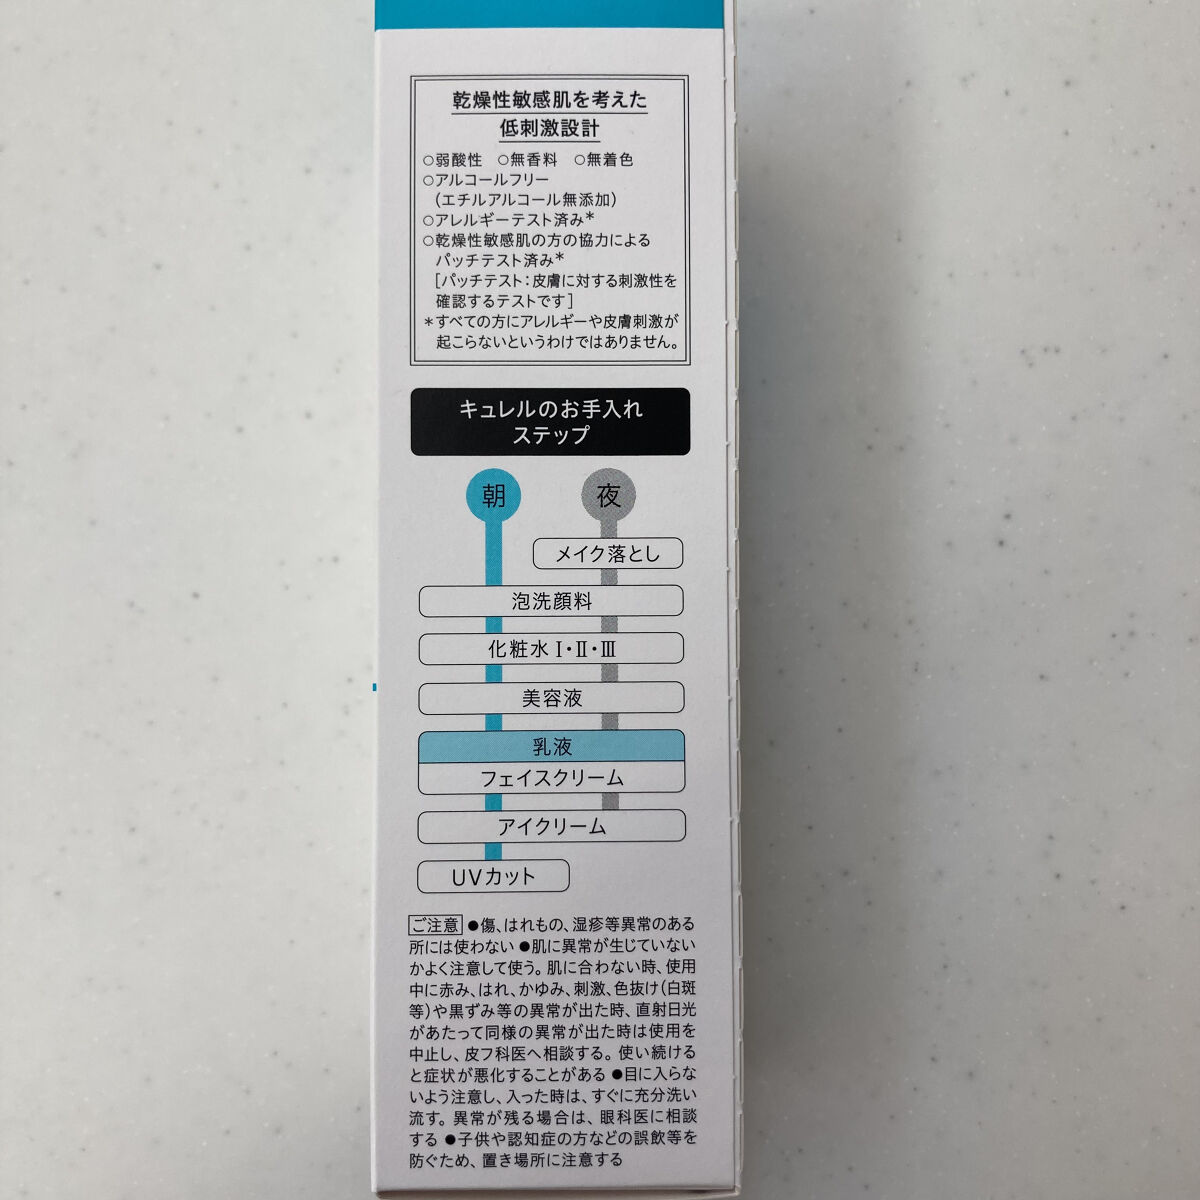 乾燥性敏感肌を考えた
低刺激設計
○弱酸性 ○無香料 ○無着色
○アルコールフリー
(エチルアルコール無添加)
○アレルギーテスト済み*
○乾燥性敏感肌の方の協力による
パッチテスト済み*
[パッチテスト:皮膚に対する刺激性を
確認するテストです]
*すべての方にアレルギーや皮膚刺激が
起こらないというわけではありません。
キュレルのお手入れ
ステップ
朝 夜
メイク落とし
泡洗顔料
化粧水 I・II・III
美容液
乳液
フェイスクリーム
アイクリーム
UVカット
ご注意 ●傷、はれもの、湿疹等異常のある
所には使わない ●肌に異常が生じていない
かよく注意して使う。肌に合わない時、使用
中に赤み、はれ、かゆみ、刺激、色抜け(白斑
等)や黒ずみ等の異常が出た時、直射日光
があたって同様の異常が出た時は使用を
中止し、皮フ科医へ相談する。使い続ける
と症状が悪化することがある ●目に入らな
いよう注意し、入った時は、すぐに充分洗い
流す。異常が残る場合は、眼科医に相談
する ●子供や認知症の方などの誤飲等を
防ぐため、置き場所に注意する